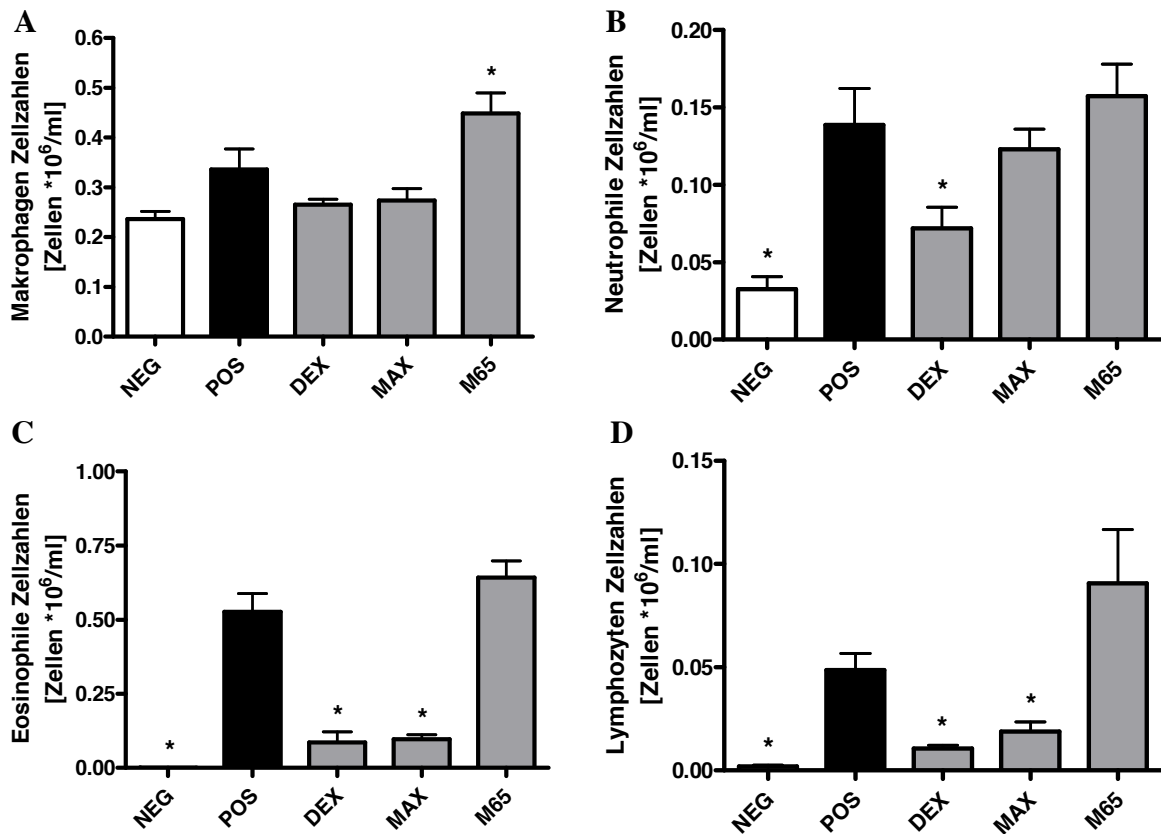 A
Makrophagen Zellzahlen
[Zellen *10⁶/ml]
0.6
0.5
0.4
0.3
0.2
0.1
0.0
*
NEG
POS
DEX
MAX
M65
B
Neutrophile Zellzahlen
[Zellen *10⁶/ml]
0.20
0.15
0.10
0.05
0.00
*
*
NEG
POS
DEX
MAX
M65
C
Eosinophile Zellzahlen
[Zellen *10⁶/ml]
1.00
0.75
0.50
0.25
0.00
*
*
*
NEG
POS
DEX
MAX
M65
D
Lymphozyten Zellzahlen
[Zellen *10⁶/ml]
0.15
0.10
0.05
0.00
*
*
*
NEG
POS
DEX
MAX
M65